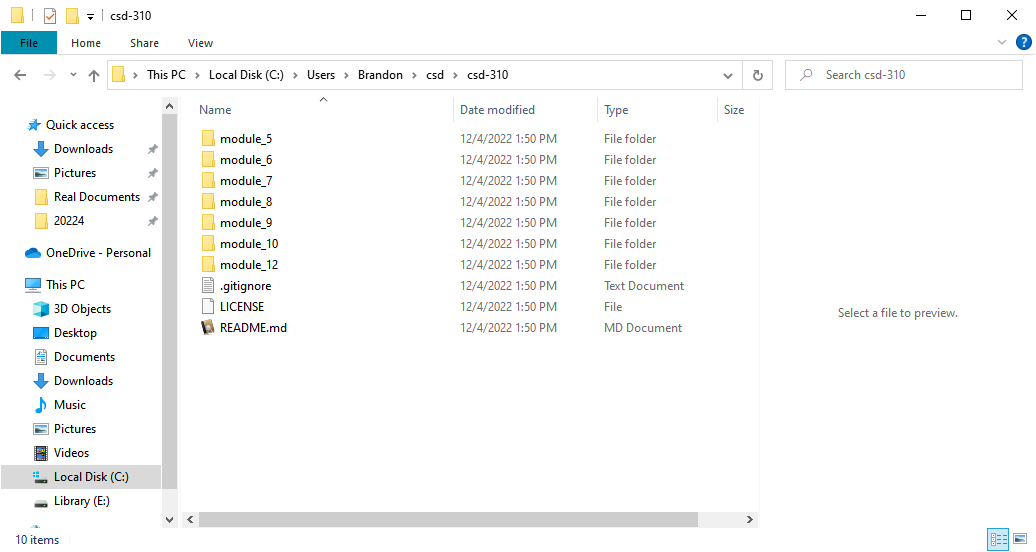 csd-310
File Home Share View
This PC Local Disk (C:) Users Brandon csd csd-310
Search csd-310
Quick access
Downloads
Pictures
Real Documents
20224
OneDrive - Personal
This PC
3D Objects
Desktop
Documents
Downloads
Music
Pictures
Videos
Local Disk (C:)
Library (E:)
Name Date modified Type Size
module_5 12/4/2022 1:50 PM File folder
module_6 12/4/2022 1:50 PM File folder
module_7 12/4/2022 1:50 PM File folder
module_8 12/4/2022 1:50 PM File folder
module_9 12/4/2022 1:50 PM File folder
module_10 12/4/2022 1:50 PM File folder
module_12 12/4/2022 1:50 PM File folder
.gitignore 12/4/2022 1:50 PM Text Document
LICENSE 12/4/2022 1:50 PM File
README.md 12/4/2022 1:50 PM MD Document
Select a file to preview.
10 items